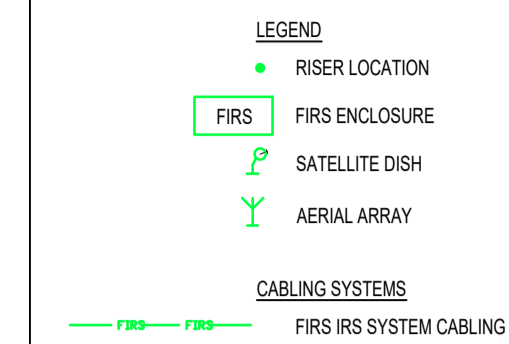 LEGEND
RISER LOCATION
FIRS FIRS ENCLOSURE
SATELLITE DISH
AERIAL ARRAY
CABLING SYSTEMS
FIRS FIRS FIRS IRS SYSTEM CABLING